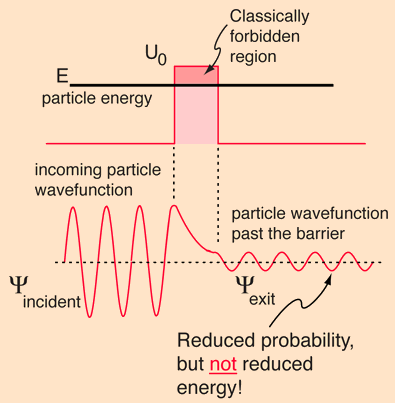 Classically
forbidden
region
U₀
E
particle energy
incoming particle
wavefunction
particle wavefunction
past the barrier
Ψincident
Ψexit
Reduced probability,
but not reduced
energy!